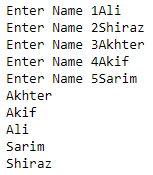 Enter Name 1Ali
Enter Name 2Shiraz
Enter Name 3Akhter
Enter Name 4Akif
Enter Name 5Sarim
Akhter
Akif
Ali
Sarim
Shiraz